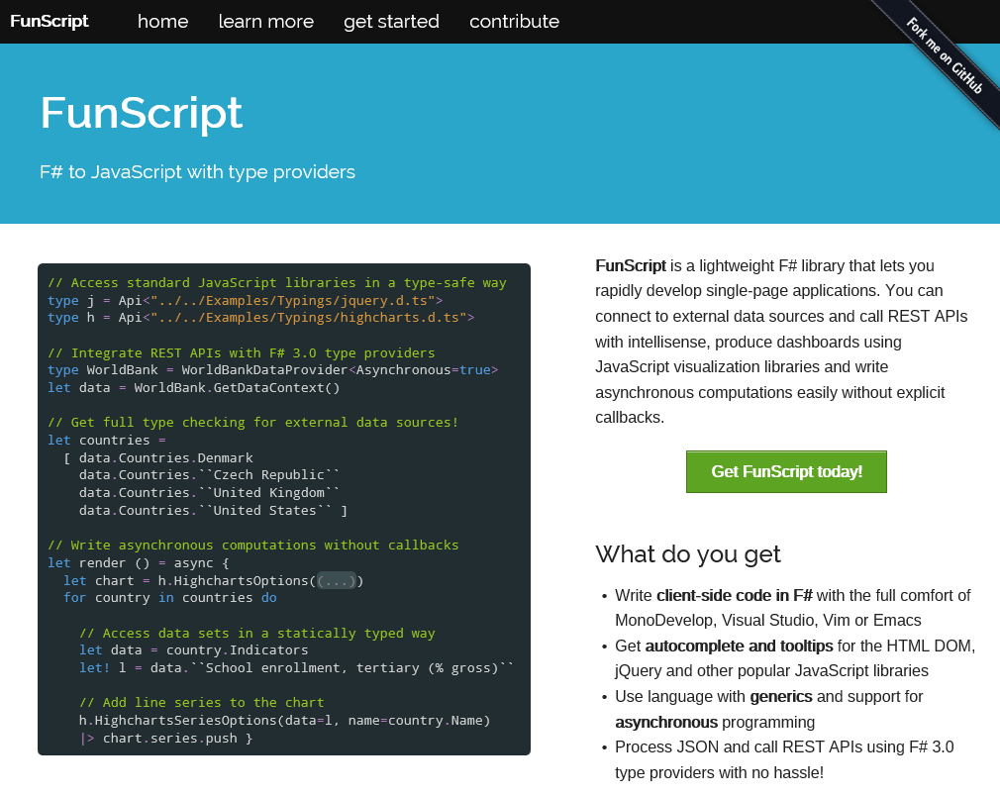 FunScript home learn more get started contribute
Fork me on GitHub
FunScript
F# to JavaScript with type providers
// Access standard JavaScript libraries in a type-safe way
type j = Api<"../../Examples/Typings/jquery.d.ts">
type h = Api<"../../Examples/Typings/highcharts.d.ts">
// Integrate REST APIs with F# 3.0 type providers
type WorldBank = WorldBankDataProvider<Asynchronous=true>
let data = WorldBank.GetDataContext()
// Get full type checking for external data sources!
let countries =
  [ data.Countries.Denmark
    data.Countries.``Czech Republic``
    data.Countries.``United Kingdom``
    data.Countries.``United States`` ]
// Write asynchronous computations without callbacks
let render () = async {
  let chart = h.HighchartsOptions((...))
  for country in countries do
    // Access data sets in a statically typed way
    let data = country.Indicators
    let! l = data.``School enrollment, tertiary (% gross)``
    // Add line series to the chart
    h.HighchartsSeriesOptions(data=l, name=country.Name)
    |> chart.series.push }
FunScript is a lightweight F# library that lets you
rapidly develop single-page applications. You can
connect to external data sources and call REST APIs
with intellisense, produce dashboards using
JavaScript visualization libraries and write
asynchronous computations easily without explicit
callbacks.
Get FunScript today!
What do you get
• Write client-side code in F# with the full comfort of
MonoDevelop, Visual Studio, Vim or Emacs
• Get autocomplete and tooltips for the HTML DOM,
jQuery and other popular JavaScript libraries
• Use language with generics and support for
asynchronous programming
• Process JSON and call REST APIs using F# 3.0
type providers with no hassle!